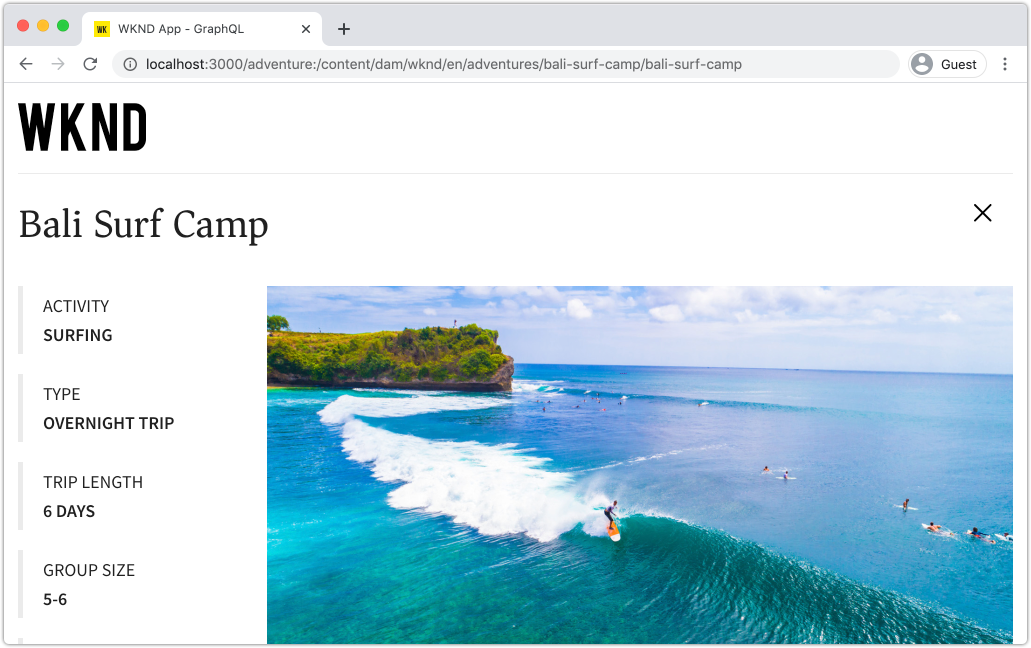 WK WKND App - GraphQL
localhost:3000/adventure:/content/dam/wknd/en/adventures/bali-surf-camp/bali-surf-camp
Guest
WKND
Bali Surf Camp
ACTIVITY
SURFING
TYPE
OVERNIGHT TRIP
TRIP LENGTH
6 DAYS
GROUP SIZE
5-6